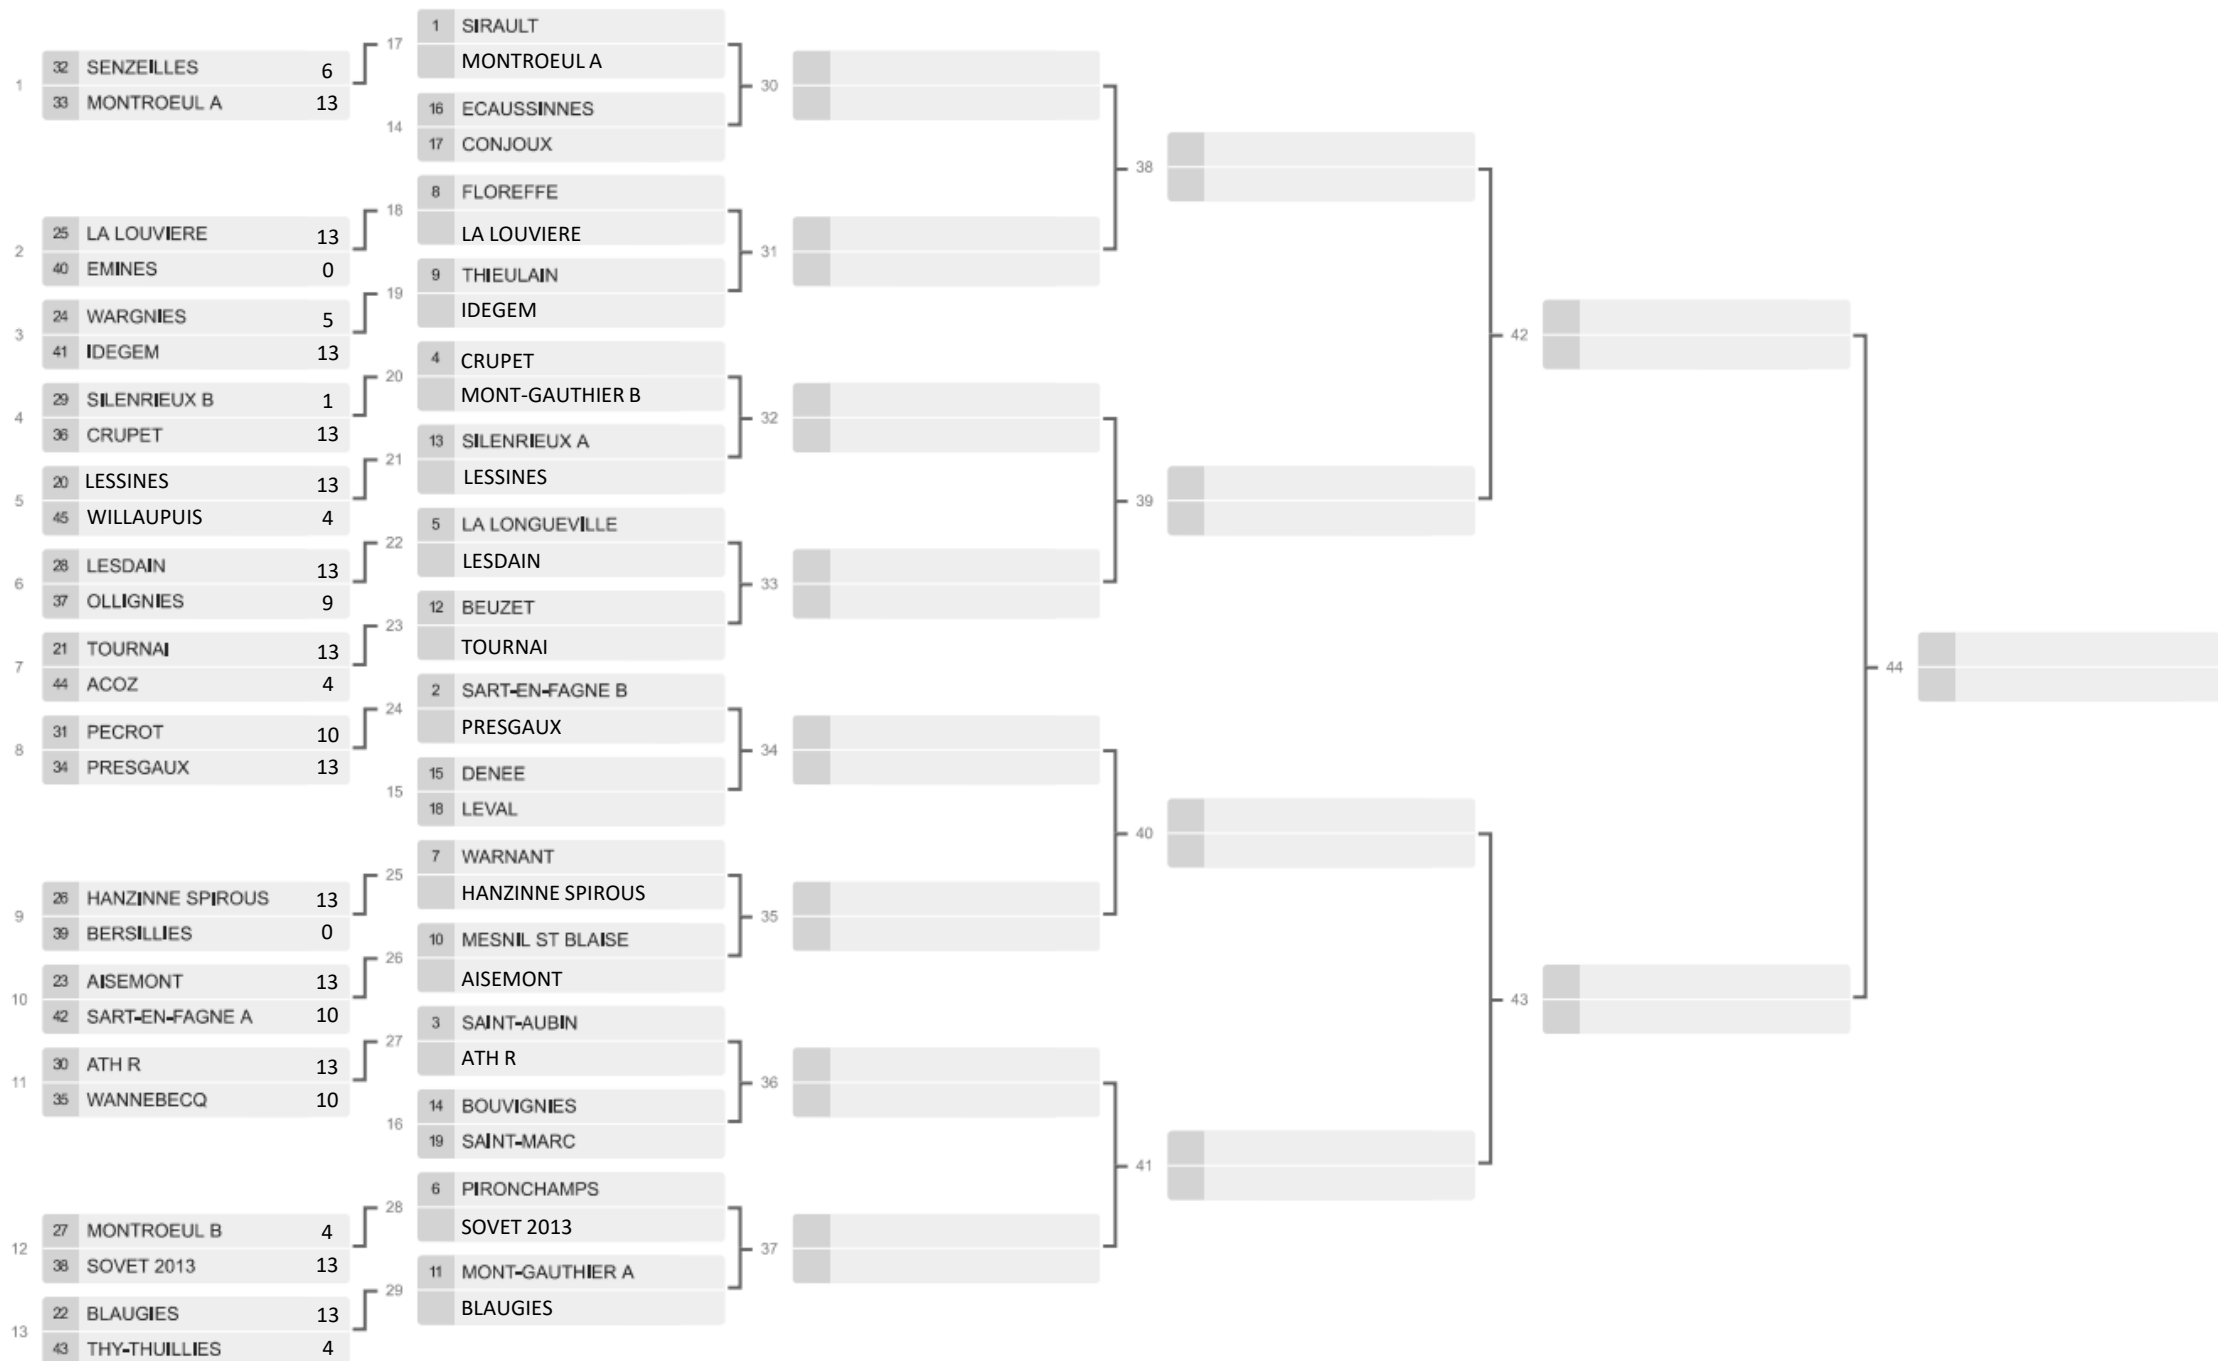 1
32 SENZEILLES 6
33 MONTROEUL A 13
2
25 LA LOUVIERE 13
40 EMINES 0
3
24 WARGNIES 5
41 IDEGEM 13
4
29 SILENRIEUX B 1
36 CRUPET 13
5
20 LESSINES 13
45 WILLAUPUIS 4
6
28 LESDAIN 13
37 OLLIGNIES 9
7
21 TOURNAI 13
44 ACOZ 4
8
31 PECROT 10
34 PRESGAUX 13
9
26 HANZINNE SPIROUS 13
39 BERSILLIES 0
10
23 AISEMONT 13
42 SART-EN-FAGNE A 10
11
30 ATH R 13
35 WANNEBECQ 10
12
27 MONTROEUL B 4
38 SOVET 2013 13
13
22 BLAUGIES 13
43 THY-THUILLIES 4
17
1 SIRAULT
MONTROEUL A
14
16 ECAUSSINNES
17 CONJOUX
18
8 FLOREFFE
LA LOUVIERE
19
9 THIEULAIN
IDEGEM
20
4 CRUPET
MONT-GAUTHIER B
21
13 SILENRIEUX A
LESSINES
22
5 LA LONGUEVILLE
LESDAIN
23
12 BEUZET
TOURNAI
24
2 SART-EN-FAGNE B
PRESGAUX
15
15 DENEE
18 LEVAL
25
7 WARNANT
HANZINNE SPIROUS
26
10 MESNIL ST BLAISE
AISEMONT
27
3 SAINT-AUBIN
ATH R
16
14 BOUVIGNIES
19 SAINT-MARC
28
6 PIRONCHAMPS
SOVET 2013
29
11 MONT-GAUTHIER A
BLAUGIES
30
31
32
33
34
35
36
37
38
39
40
41
42
43
44